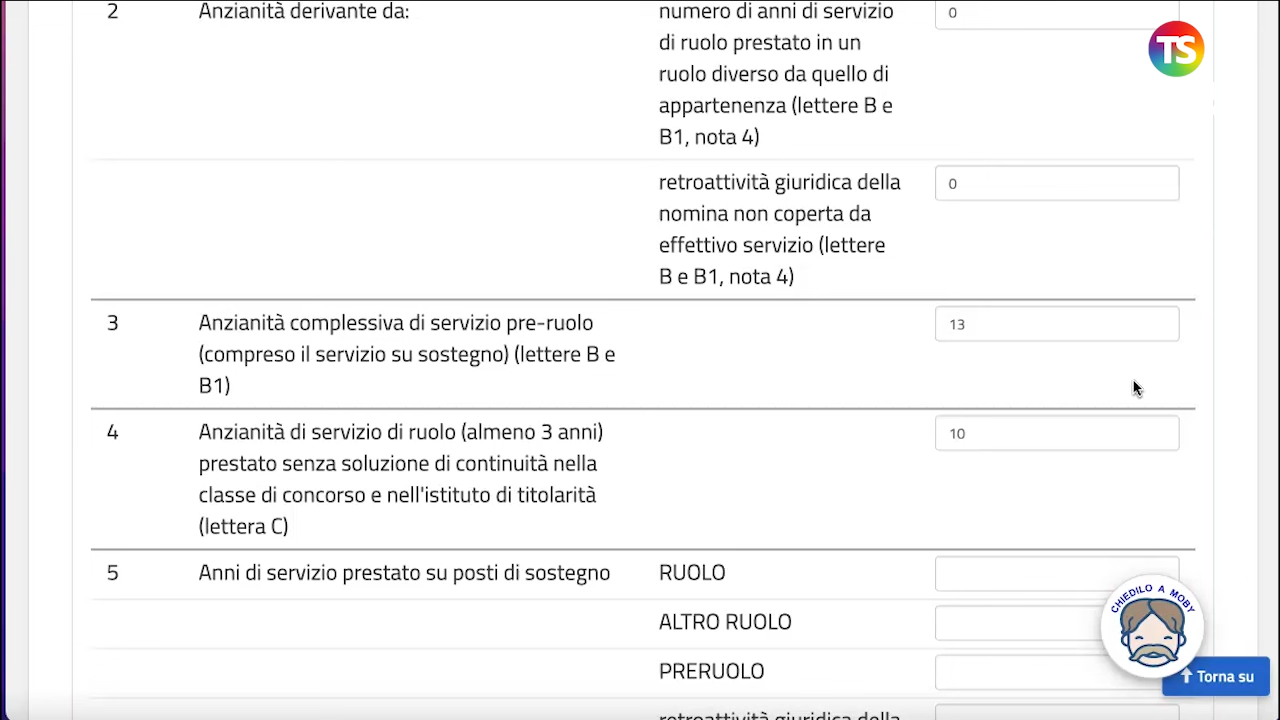 2
Anzianità derivante da:
numero di anni di servizio
di ruolo prestato in un
ruolo diverso da quello di
appartenenza (lettere B e
B1, nota 4)
0
TS
retroattività giuridica della
nomina non coperta da
effettivo servizio (lettere
B e B1, nota 4)
0
3
Anzianità complessiva di servizio pre-ruolo
(compreso il servizio su sostegno) (lettere B e
B1)
13
4
Anzianità di servizio di ruolo (almeno 3 anni)
prestato senza soluzione di continuità nella
classe di concorso e nell'istituto di titolarità
(lettera C)
10
5
Anni di servizio prestato su posti di sostegno
RUOLO
ALTRO RUOLO
PRERUOLO
retroattività giuridica della
CHIEDILO A MOBY
Torna su